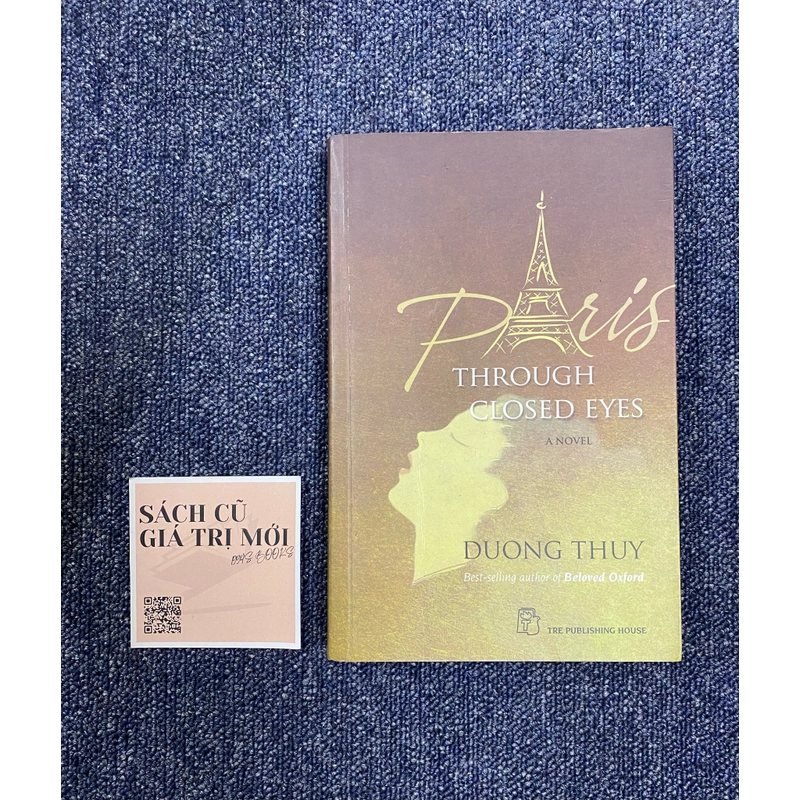 Paris
THROUGH
CLOSED EYES
A NOVEL
DUONG THUY
Best-selling author of Beloved Oxford
TRE PUBLISHING HOUSE
SÁCH CŨ
GIÁ TRỊ MỚI
BOOKS